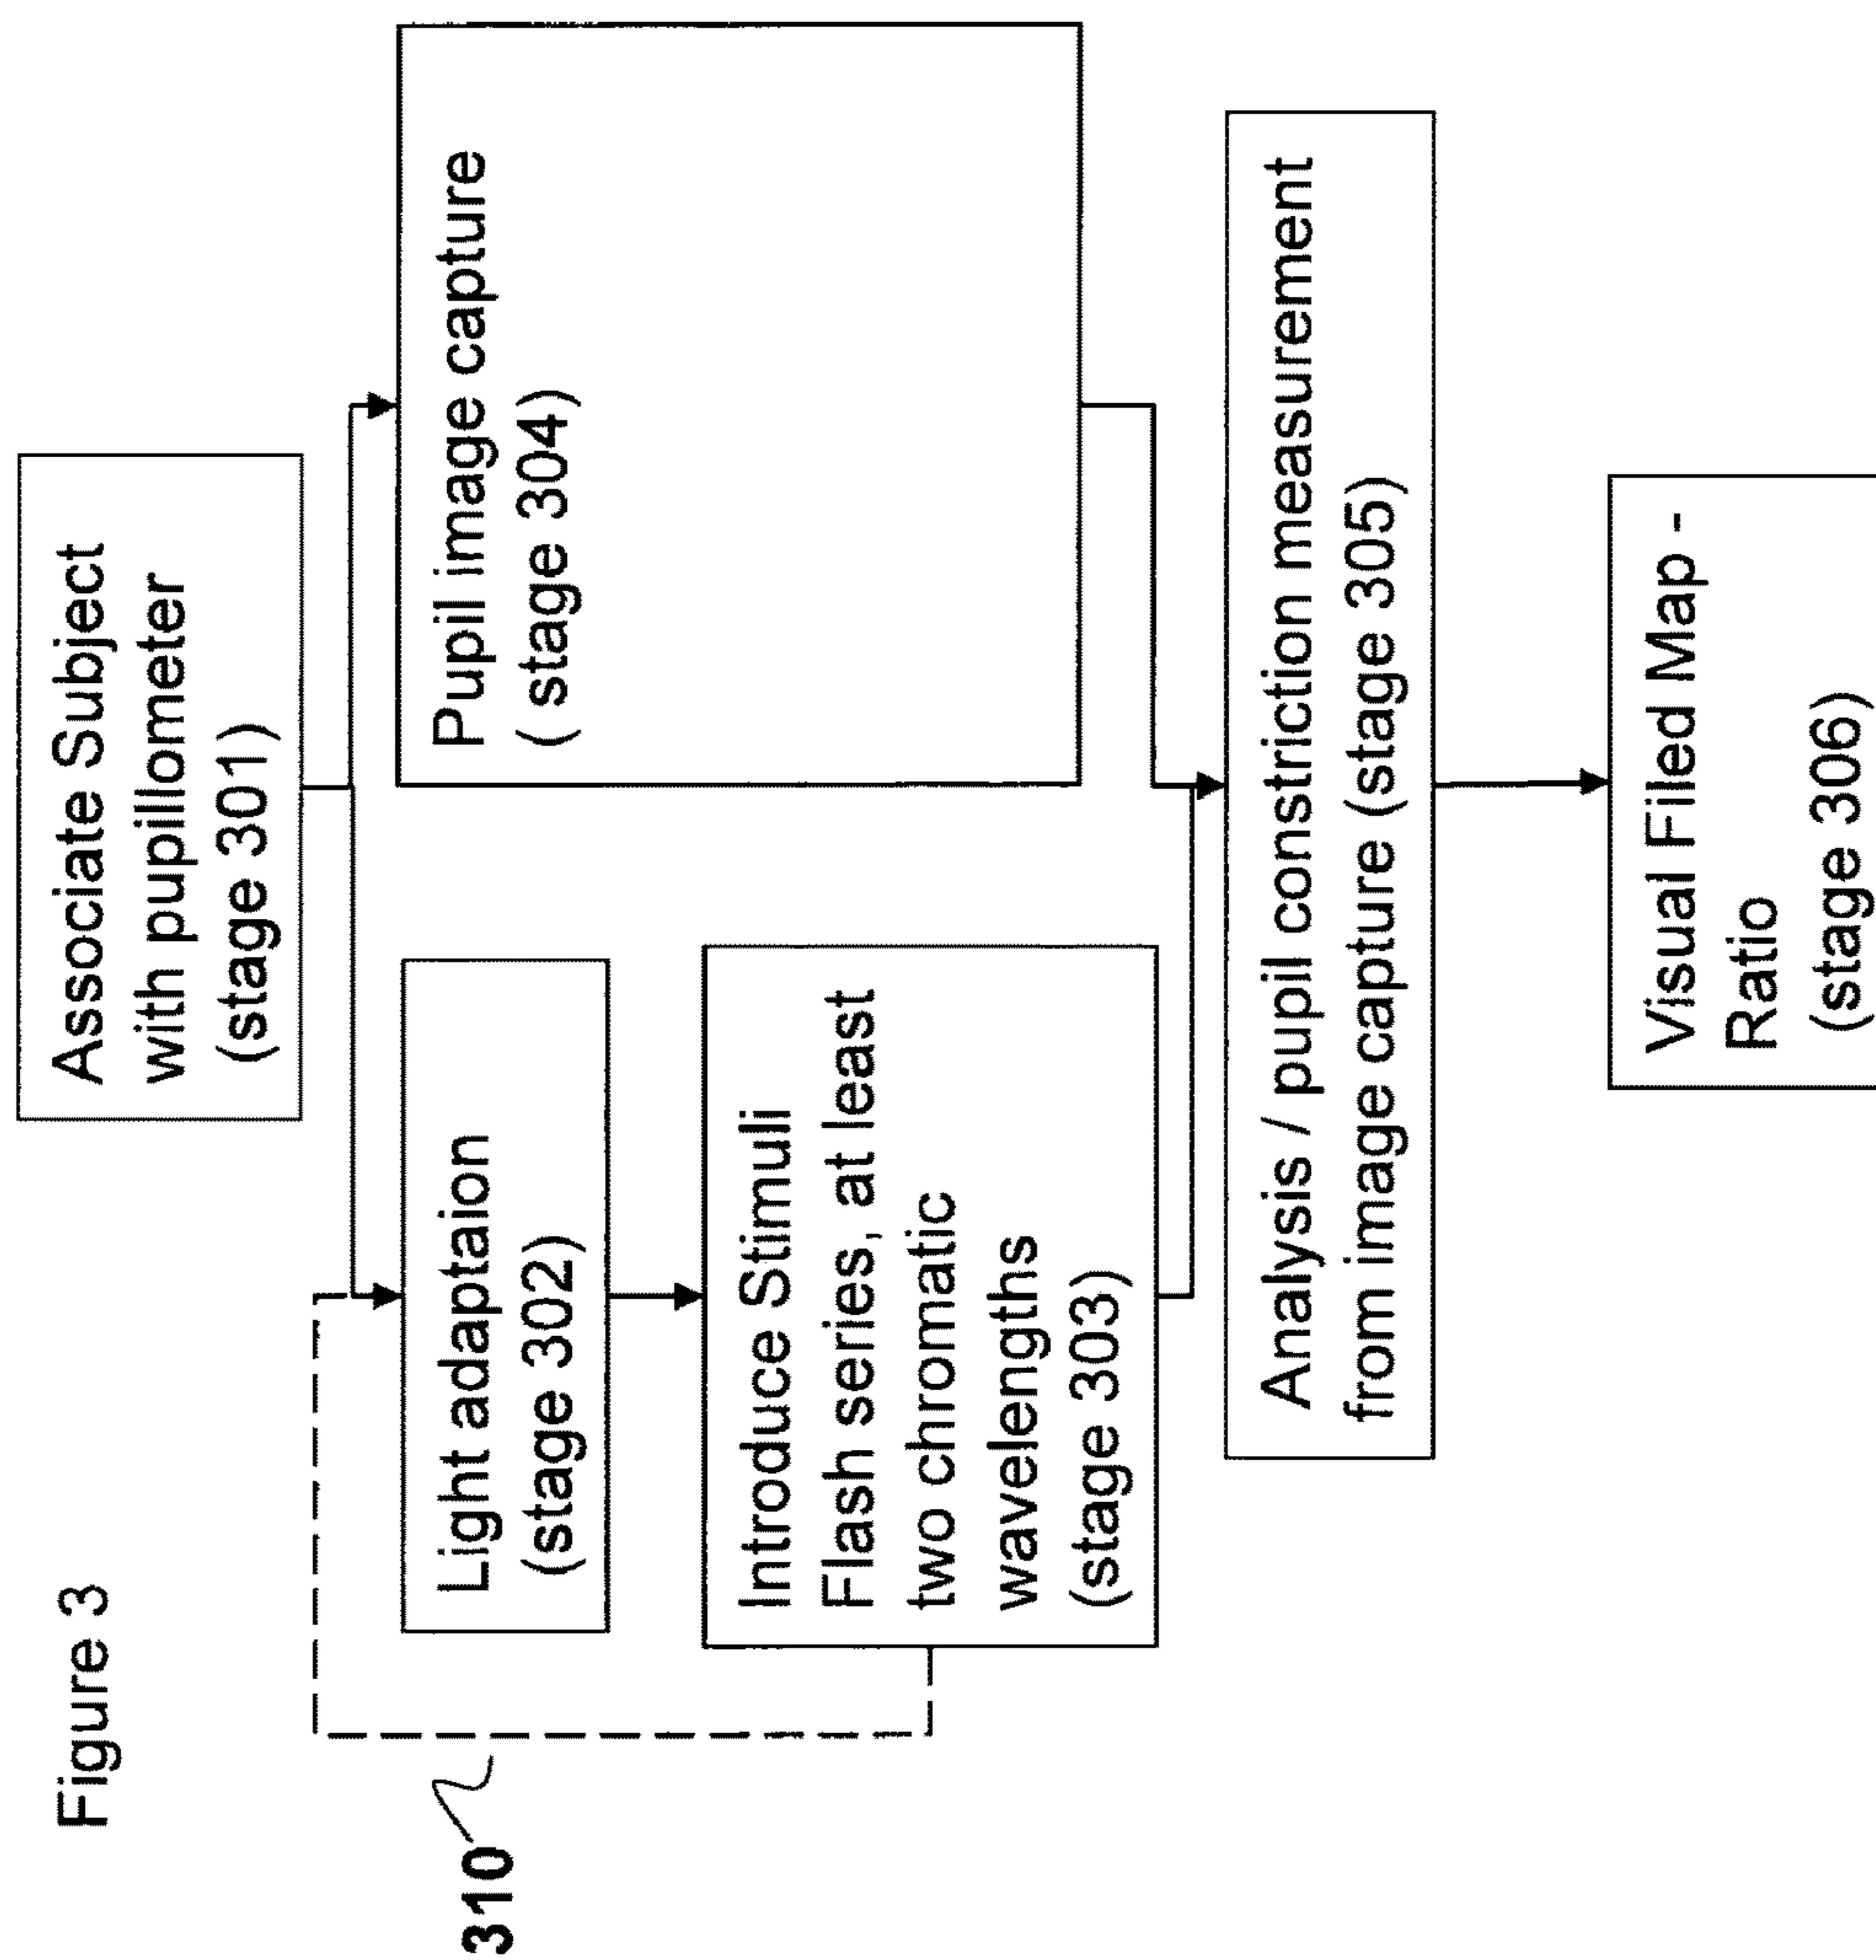 Figure 3
Associate Subject
with pupillometer
(stage 301)
310
Light adaptaion
(stage 302)
Pupil image capture
( stage 304)
Introduce Stimuli
Flash series, at least
two chromatic
wavelengths
(stage 303)
Analysis / pupil constriction measurement
from image capture (stage 305)
Visual Filed Map -
Ratio
(stage 306)